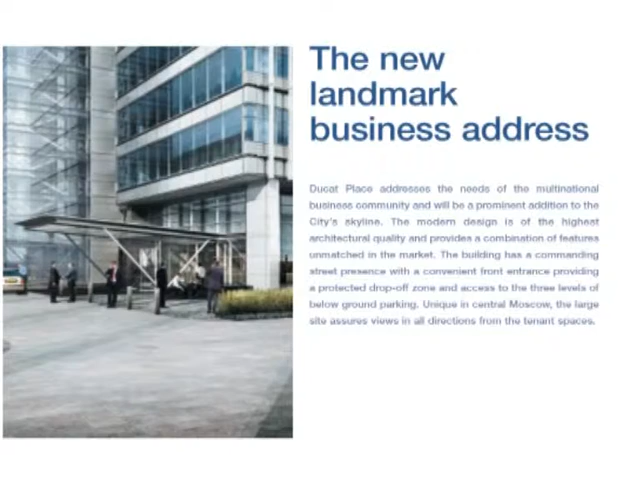 The new
landmark
business address
Ducat Place addresses the needs of the multinational
business community and will be a prominent addition to the
City's skyline. The modern design is of the highest
architectural quality and provides a combination of features
unmatched in the market. The building has a commanding
street presence with a convenient front entrance providing
a protected drop-off zone and access to the three levels of
below ground parking. Unique in central Moscow, the large
site assures views in all directions from the tenant spaces.